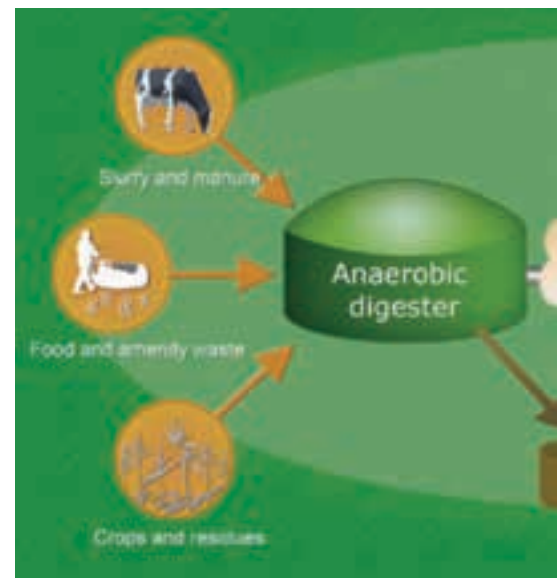 Slurry and manure
Anaerobic
digester
Food and amenity waste
Crops and residues